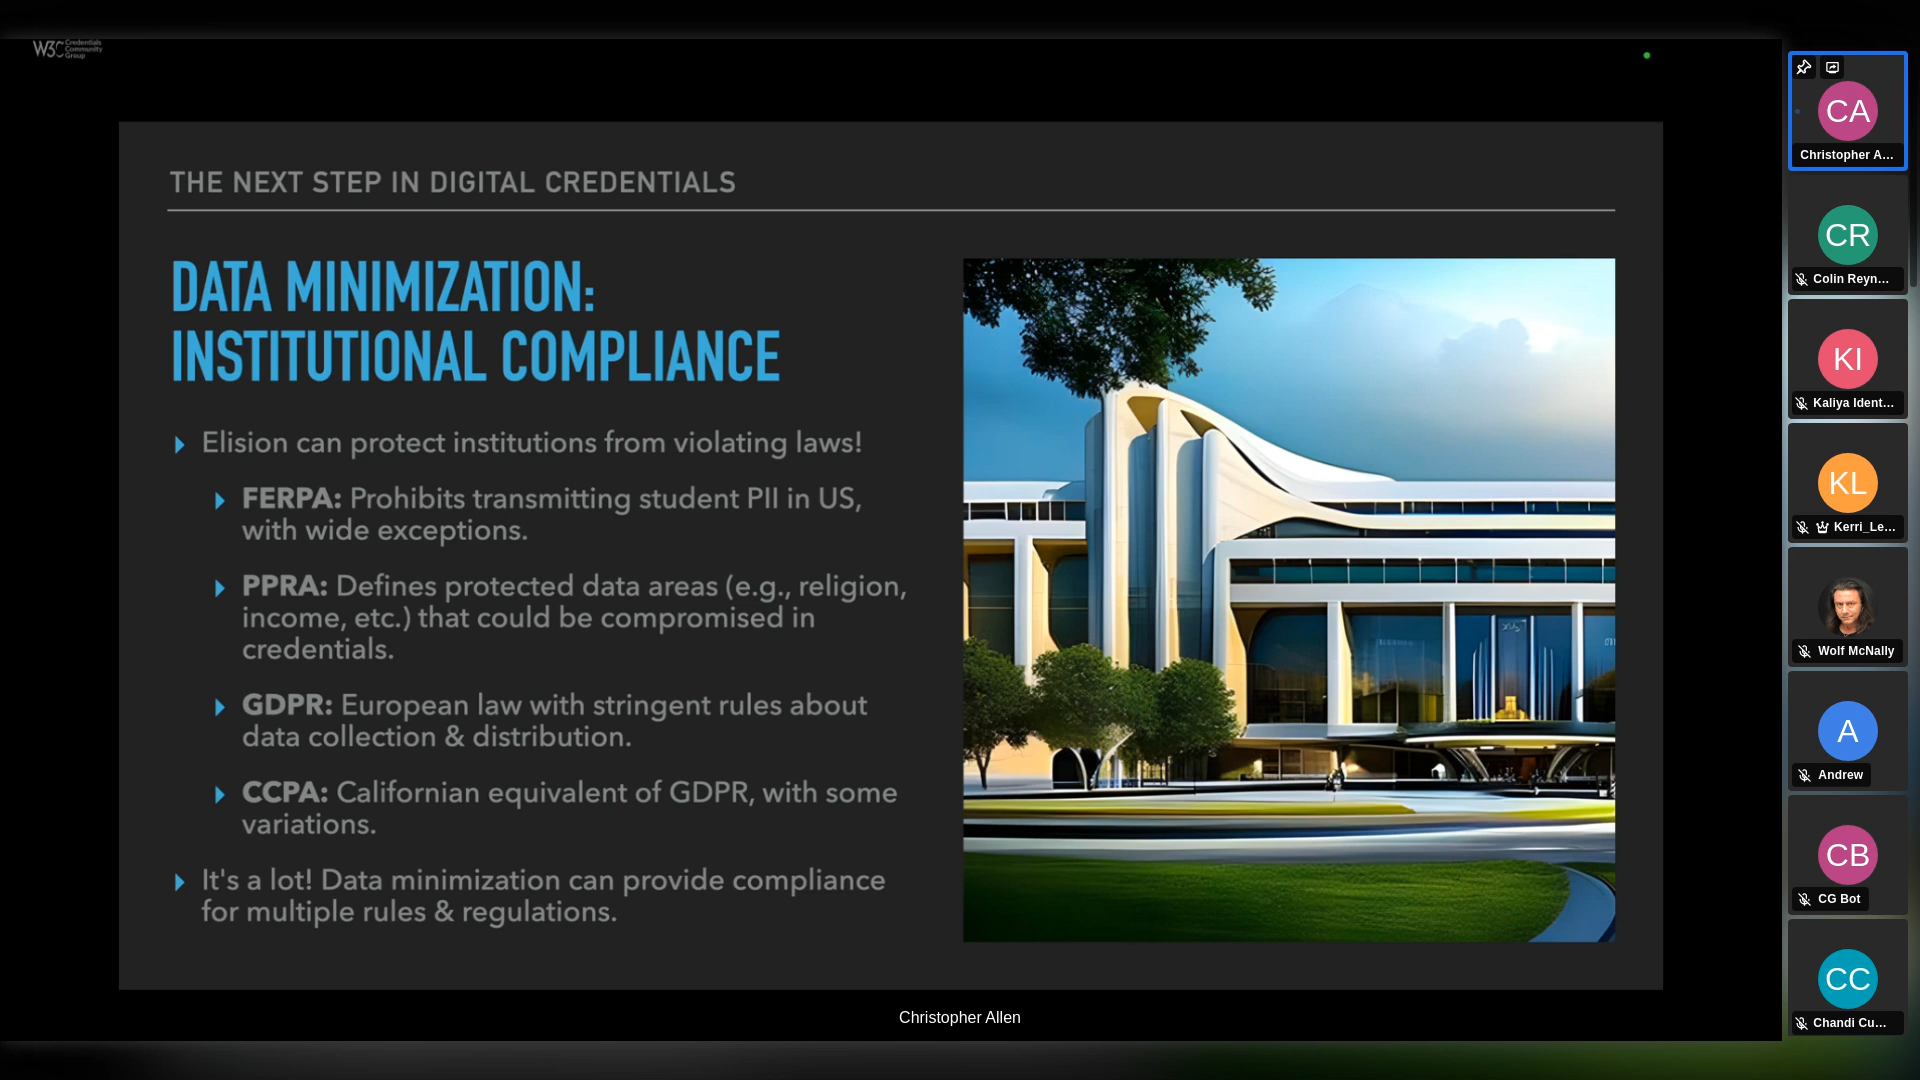 W3C Credentials
Community
Group
THE NEXT STEP IN DIGITAL CREDENTIALS
DATA MINIMIZATION:
INSTITUTIONAL COMPLIANCE
Elision can protect institutions from violating laws!
FERPA: Prohibits transmitting student PII in US,
with wide exceptions.
PPRA: Defines protected data areas (e.g., religion,
income, etc.) that could be compromised in
credentials.
GDPR: European law with stringent rules about
data collection & distribution.
CCPA: Californian equivalent of GDPR, with some
variations.
It's a lot! Data minimization can provide compliance
for multiple rules & regulations.
Christopher Allen
CA
Christopher A...
CR
Colin Reyn...
KI
Kaliya Ident...
KL
Kerri_Le...
Wolf McNally
A
Andrew
CB
CG Bot
CC
Chandi Cu...